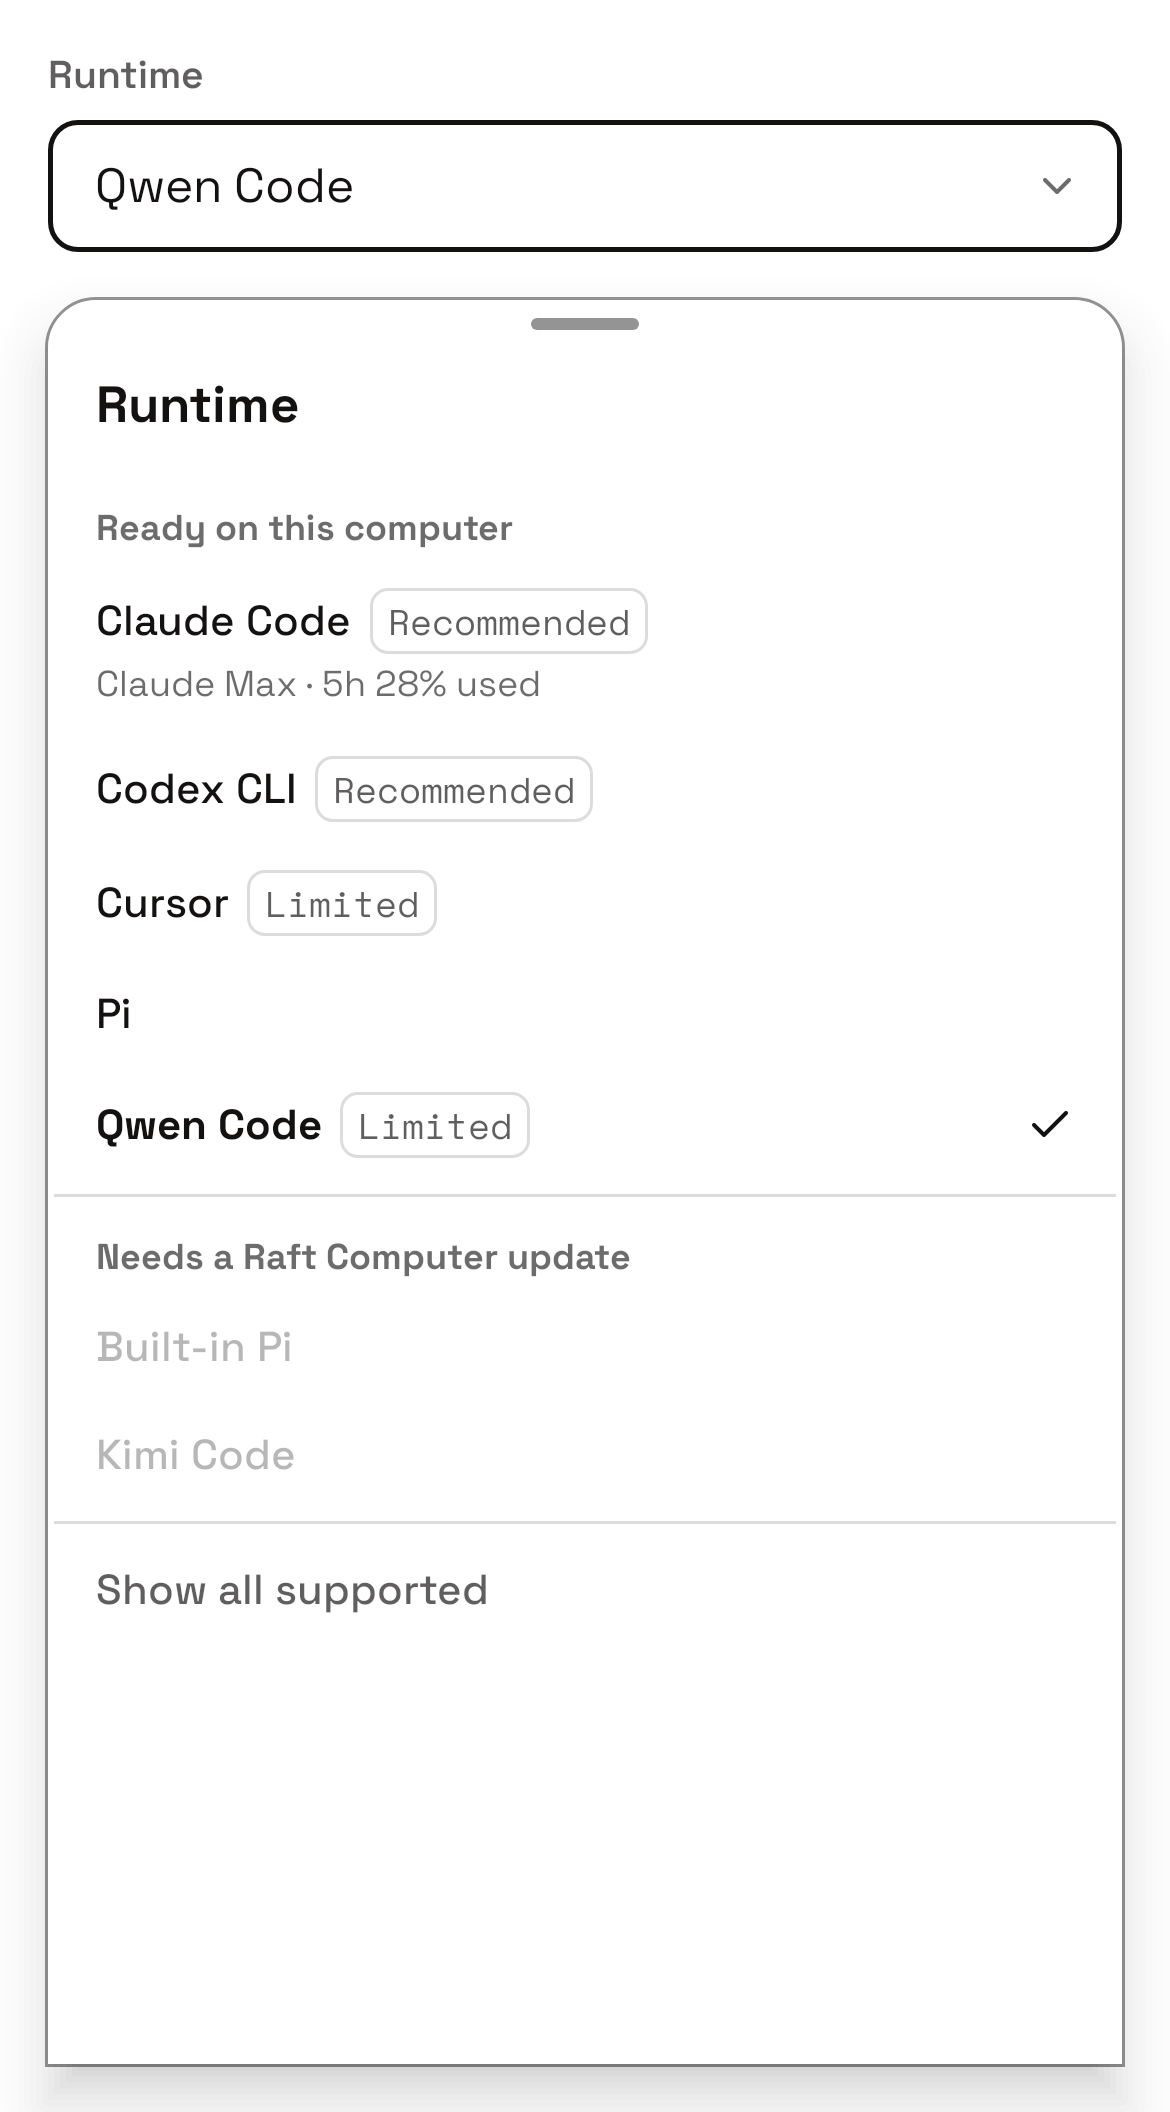 Runtime
Qwen Code
Runtime
Ready on this computer
Claude Code Recommended
Claude Max · 5h 28% used
Codex CLI Recommended
Cursor Limited
Pi
Qwen Code Limited
Needs a Raft Computer update
Built-in Pi
Kimi Code
Show all supported